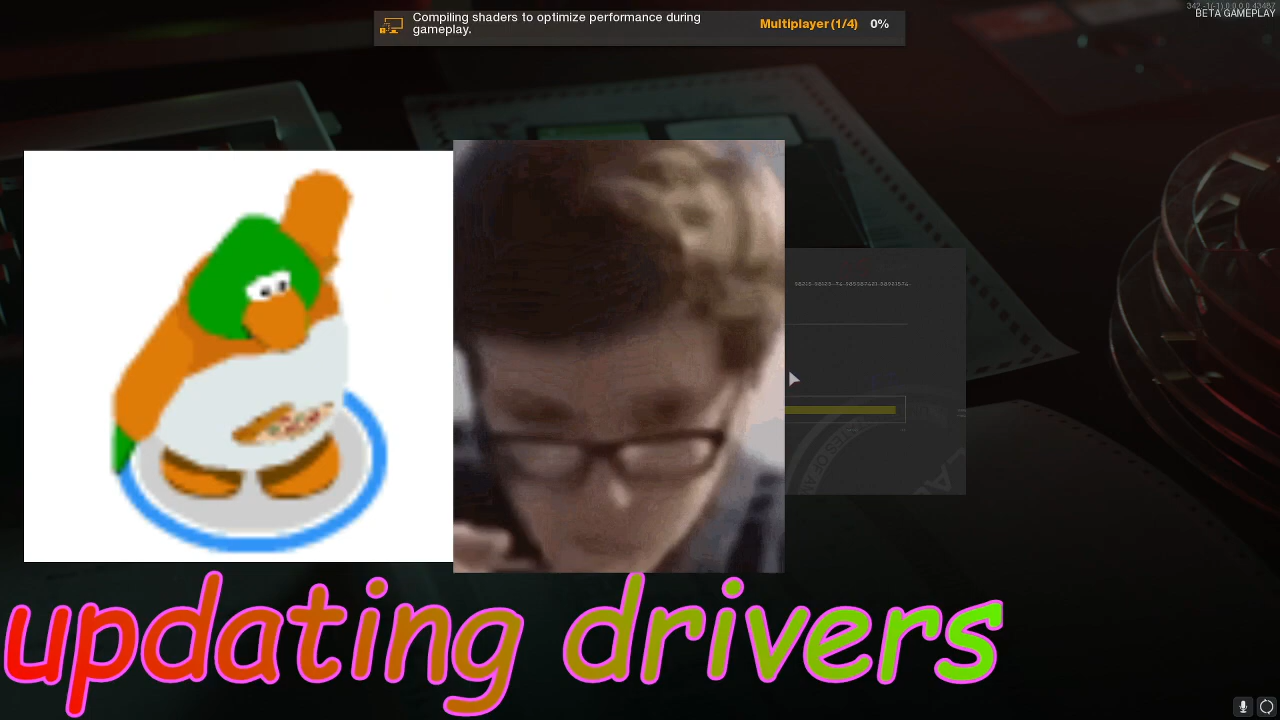 Compiling shaders to optimize performance during
gameplay.
Multiplayer (1/4) 0%
BETA GAMEPLAY
updating drivers